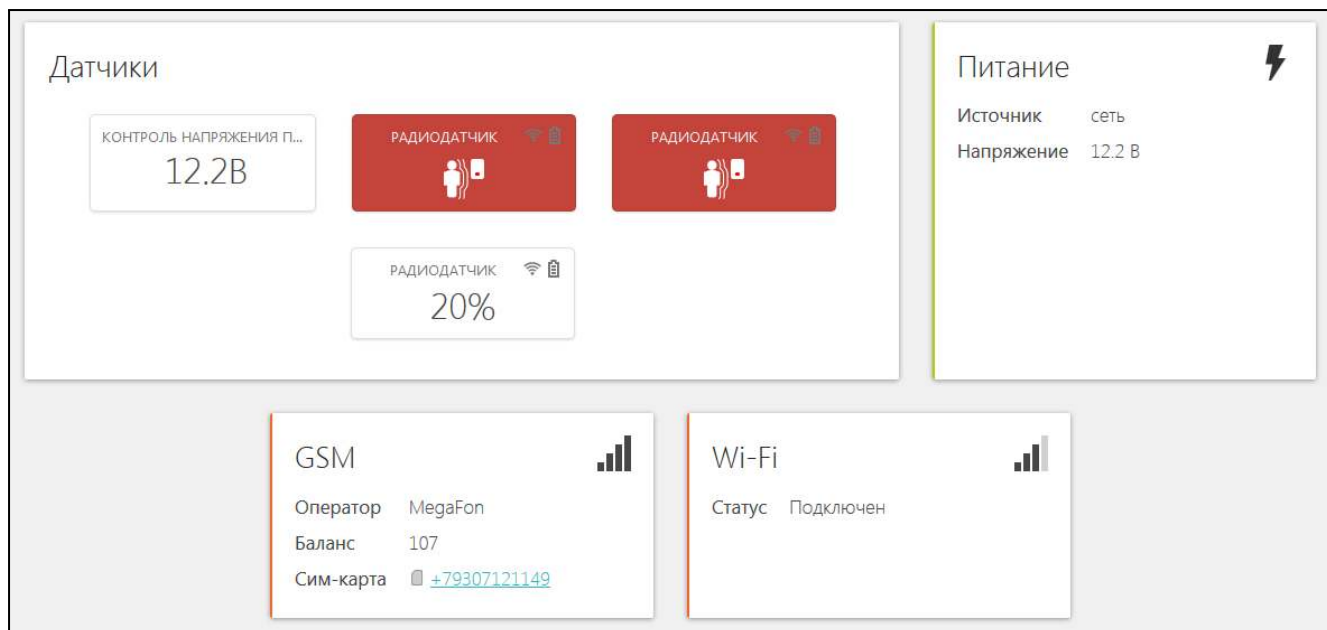 Датчики
КОНТРОЛЬ НАПРЯЖЕНИЯ П...
12.2В
РАДИОДАТЧИК
РАДИОДАТЧИК
РАДИОДАТЧИК
20%
Питание
Источник сеть
Напряжение 12.2 В
GSM
Оператор MegaFon
Баланс 107
Сим-карта +79307121149
Wi-Fi
Статус Подключен